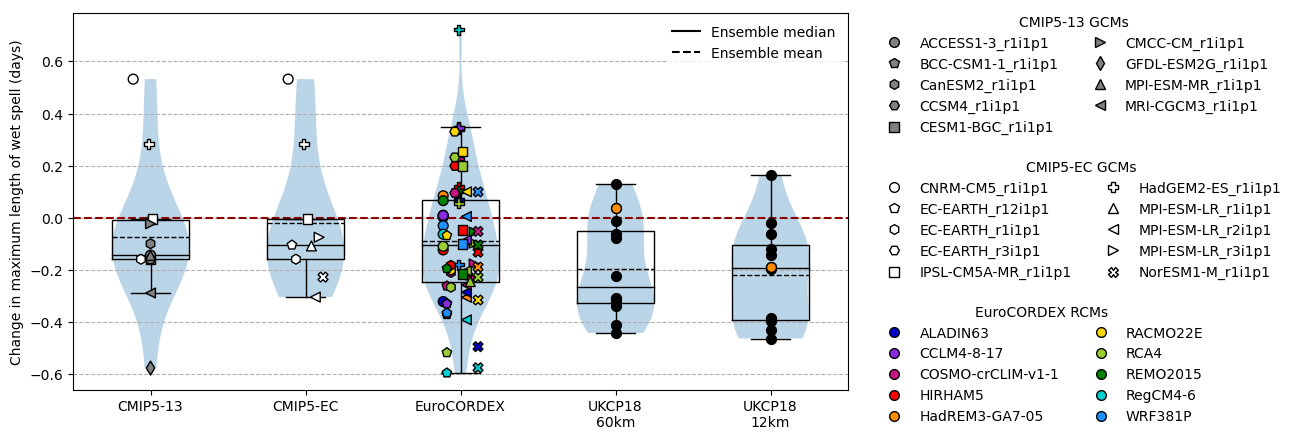 Change in maximum length of wet spell (days)
0.6
0.4
0.2
0.0
−0.2
−0.4
−0.6
Ensemble median
Ensemble mean
CMIP5-13
CMIP5-EC
EuroCORDEX
UKCP18
60km
UKCP18
12km
CMIP5-13 GCMs
ACCESS1-3_r1i1p1
BCC-CSM1-1_r1i1p1
CanESM2_r1i1p1
CCSM4_r1i1p1
CESM1-BGC_r1i1p1
CMCC-CM_r1i1p1
GFDL-ESM2G_r1i1p1
MPI-ESM-MR_r1i1p1
MRI-CGCM3_r1i1p1
CMIP5-EC GCMs
CNRM-CM5_r1i1p1
EC-EARTH_r12i1p1
EC-EARTH_r1i1p1
EC-EARTH_r3i1p1
IPSL-CM5A-MR_r1i1p1
HadGEM2-ES_r1i1p1
MPI-ESM-LR_r1i1p1
MPI-ESM-LR_r2i1p1
MPI-ESM-LR_r3i1p1
NorESM1-M_r1i1p1
EuroCORDEX RCMs
ALADIN63
CCLM4-8-17
COSMO-crCLIM-v1-1
HIRHAM5
HadREM3-GA7-05
RACMO22E
RCA4
REMO2015
RegCM4-6
WRF381P